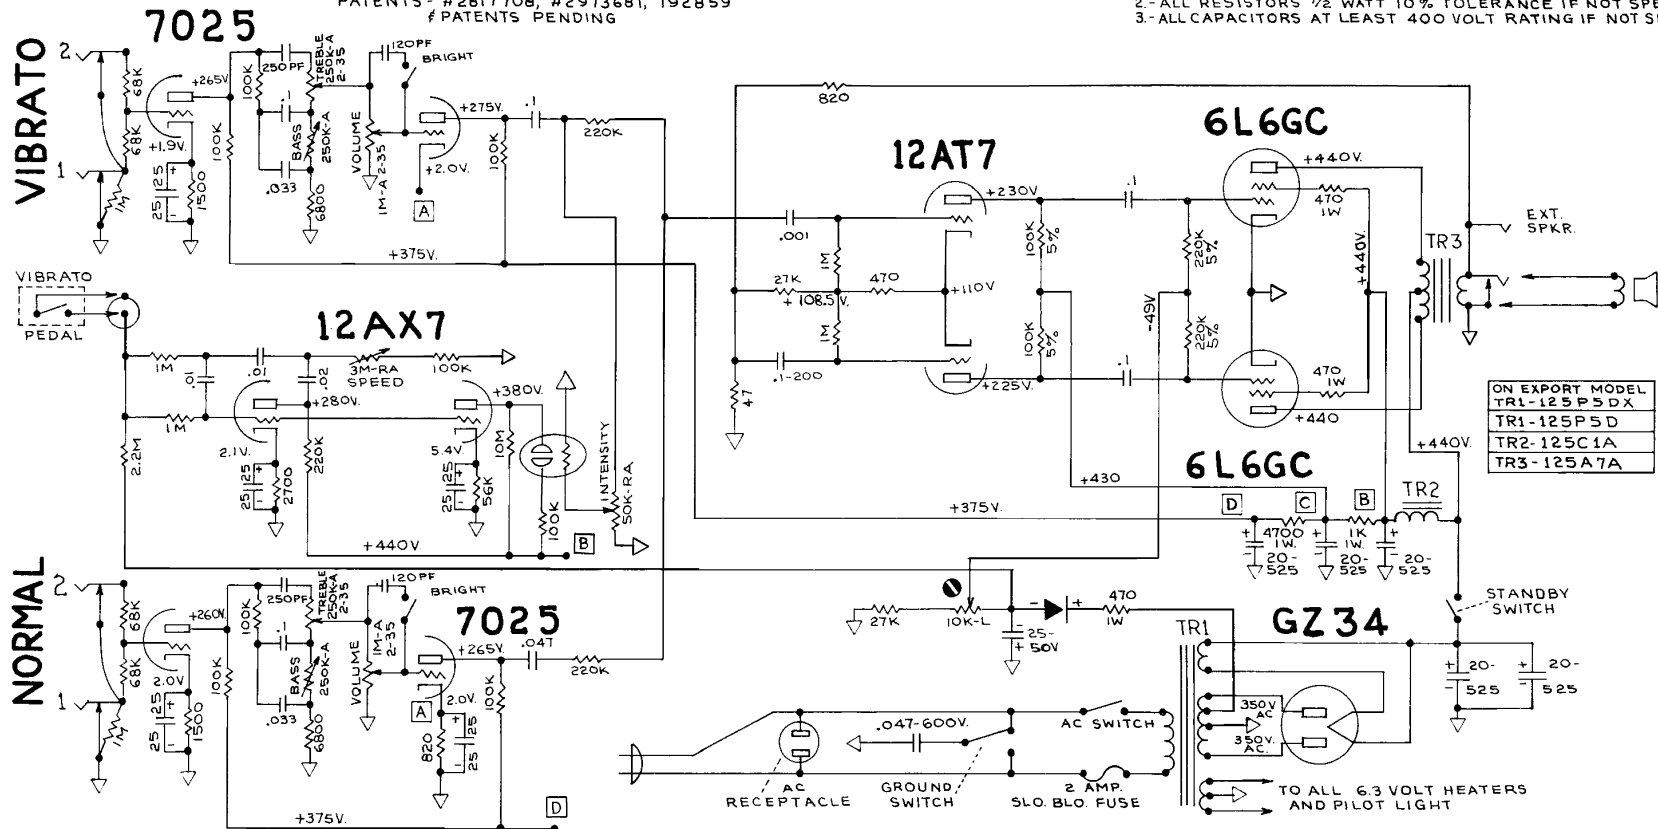 PATENTS- #2817708, #2973681, 192859
& PATENTS PENDING
2.-ALL RESISTORS 1/2 WATT 10% TOLERANCE IF NOT SPE
3.-ALL CAPACITORS AT LEAST 400 VOLT RATING IF NOT S
VIBRATO
7025
2
1
68K
68K
1M
+265V
+1.9V.
25-25
1500
100K
100K
250PF
.1
.033
TREBLE
250K-A
2-35
BASS
250K-A
6800
120PF
BRIGHT
VOLUME
1M-A 2-35
+275V.
+2.0V.
A
100K
.1
220K
+375V.
820
12AT7
+230V
.001
1M
27K
+108.5V.
470
+110V
1M
.1-200
+225V.
47
100K
5%
100K
5%
.1
.1
-49V
220K
5%
220K
5%
6L6GC
+440V.
470
1W
+440V.
470
1W
+440
6L6GC
TR3
EXT.
SPKR.
ON EXPORT MODEL
TR1-125P5DX
TR1-125P5D
TR2-125C1A
TR3-125A7A
VIBRATO
PEDAL
12AX7
1M
.01
3M-RA
SPEED
100K
.01
.02
+280V.
+380V.
1M
2.2M
2.1V.
25-25
2700
220K
5.4V.
25-25
56K
10M
100K
INTENSITY
50K-RA
+440V
B
+430
+375V.
D
C
B
4700
1W.
1K
1W.
20-
525
20-
525
20-
525
TR2
+440V.
STANDBY
SWITCH
NORMAL
2
1
68K
68K
1M
+260V.
2.0V
25-25
1500
100K
100K
250PF
.1
.033
TREBLE
250K-A
2-35
BASS
250K-A
6800
120PF
BRIGHT
1M-A
2-35
VOLUME
7025
+265V.
2.0V.
A
820
25-25
100K
.047
220K
+375V.
D
27K
10K-L
25-
50V
470
1W
TR1
GZ34
350V
AC
350V.
AC.
20-
525
20-
525
.047-600V.
AC SWITCH
AC
RECEPTACLE
GROUND
SWITCH
2 AMP.
SLO. BLO. FUSE
TO ALL 6.3 VOLT HEATERS
AND PILOT LIGHT